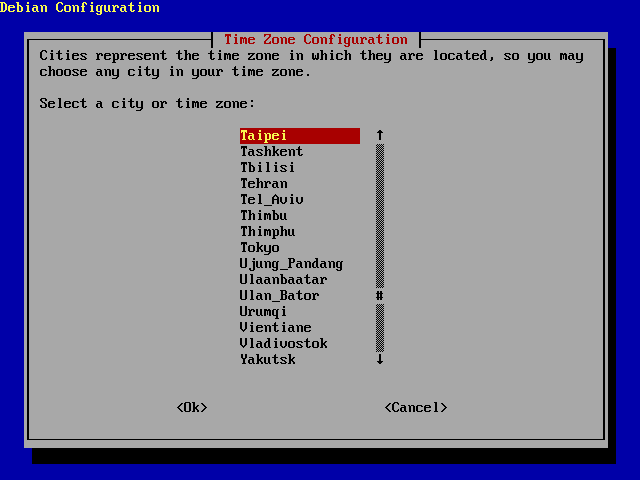 Debian Configuration
Time Zone Configuration
Cities represent the time zone in which they are located, so you may
choose any city in your time zone.
Select a city or time zone:
Taipei ↑
Tashkent
Tbilisi
Tehran
Tel_Aviv
Thimbu
Thimphu
Tokyo
Ujung_Pandang
Ulaanbaatar
Ulan_Bator #
Urumqi
Vientiane
Vladivostok
Yakutsk ↓
<Ok> <Cancel>